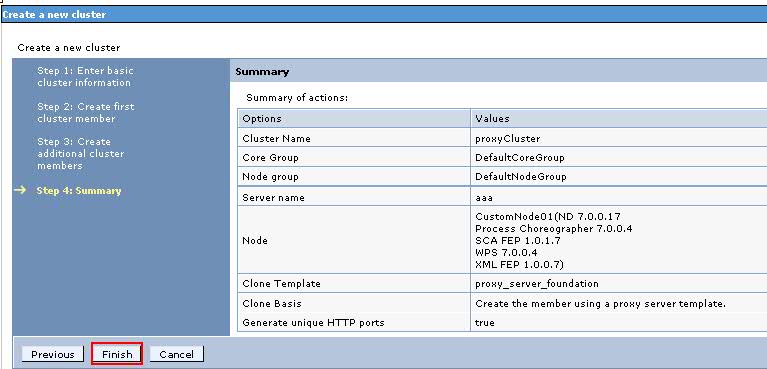 Create a new cluster
Create a new cluster
Step 1: Enter basic
cluster information
Step 2: Create first
cluster member
Step 3: Create
additional cluster
members
Step 4: Summary
Summary
Summary of actions:
Options Values
Cluster Name proxyCluster
Core Group DefaultCoreGroup
Node group DefaultNodeGroup
Server name aaa
Node
CustomNode01(ND 7.0.0.17
Process Choreographer 7.0.0.4
SCA FEP 1.0.1.7
WPS 7.0.0.4
XML FEP 1.0.0.7)
Clone Template proxy_server_foundation
Clone Basis Create the member using a proxy server template.
Generate unique HTTP ports true
Previous Finish Cancel